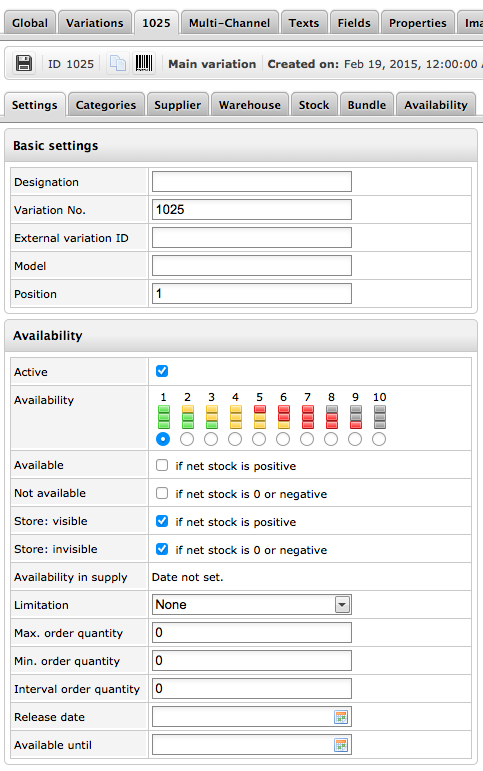 Global Variations 1025 Multi-Channel Texts Fields Properties
ID 1025 Main variation Created on: Feb 19, 2015, 12:00:00
Settings Categories Supplier Warehouse Stock Bundle Availability
Basic settings
Designation
Variation No. 1025
External variation ID
Model
Position 1
Availability
Active
Availability 1 2 3 4 5 6 7 8 9 10
Available if net stock is positive
Not available if net stock is 0 or negative
Store: visible if net stock is positive
Store: invisible if net stock is 0 or negative
Availability in supply Date not set.
Limitation None
Max. order quantity 0
Min. order quantity 0
Interval order quantity 0
Release date
Available until